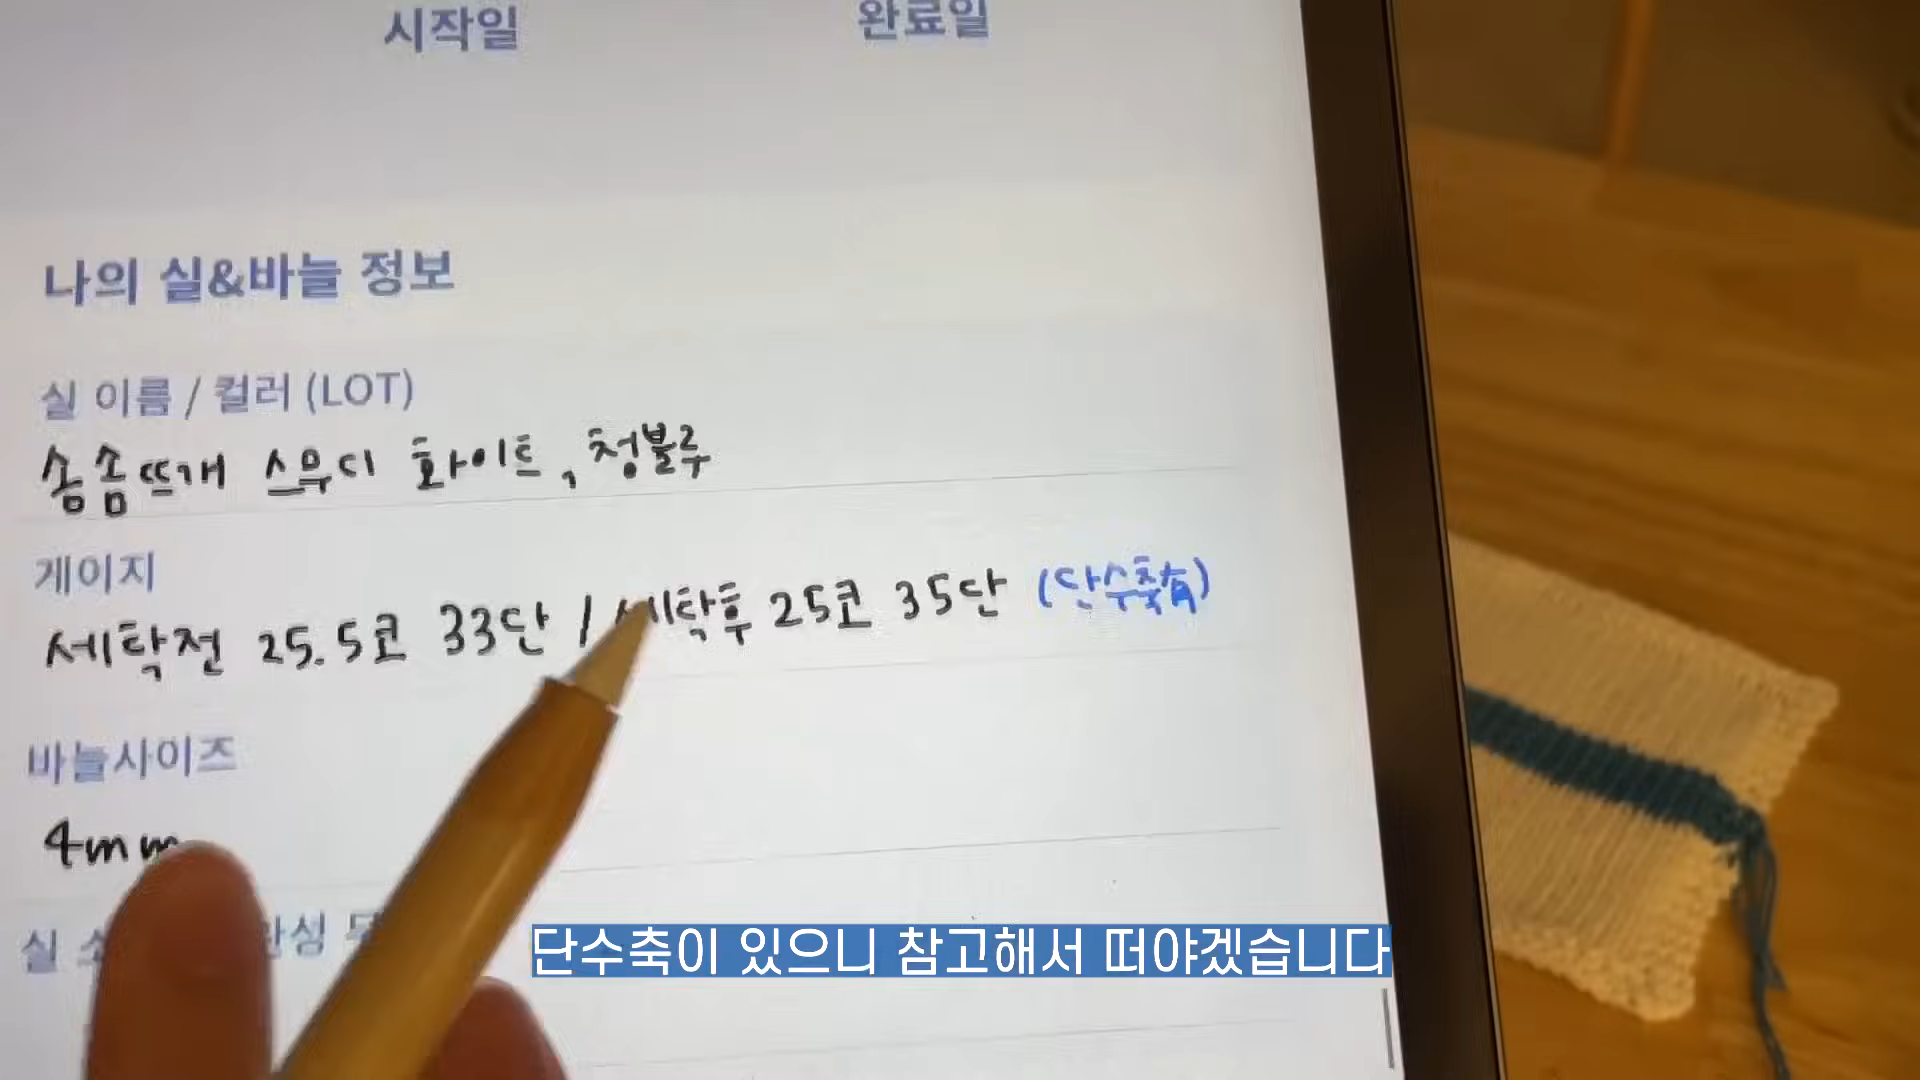 시작일 완료일
나의 실&바늘 정보
실 이름 / 컬러 (LOT)
솜솜뜨개 스무디 화이트, 청블루
게이지
세탁전 25.5코 33단 / 세탁후 25코 35단 (단수축有)
바늘사이즈
4mm
실
단수축이 있으니 참고해서 떠야겠습니다